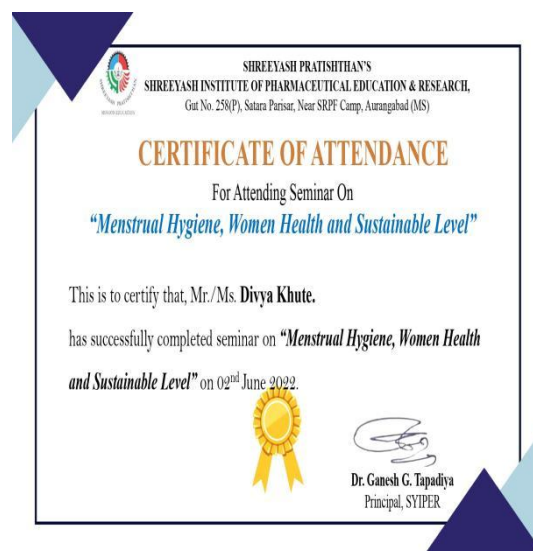 SHREEYASH PRATISHTHAN'S
SHREEYASH INSTITUTE OF PHARMACEUTICAL EDUCATION & RESEARCH,
Gut No. 258(P), Satara Parisar, Near SRPF Camp, Aurangabad (MS)
CERTIFICATE OF ATTENDANCE
For Attending Seminar On
“Menstrual Hygiene, Women Health and Sustainable Level”
This is to certify that, Mr./Ms. Divya Khute.
has successfully completed seminar on “Menstrual Hygiene, Women Health
and Sustainable Level” on 02nd June 2022.
Dr. Ganesh G. Tapadiya
Principal, SYIPER